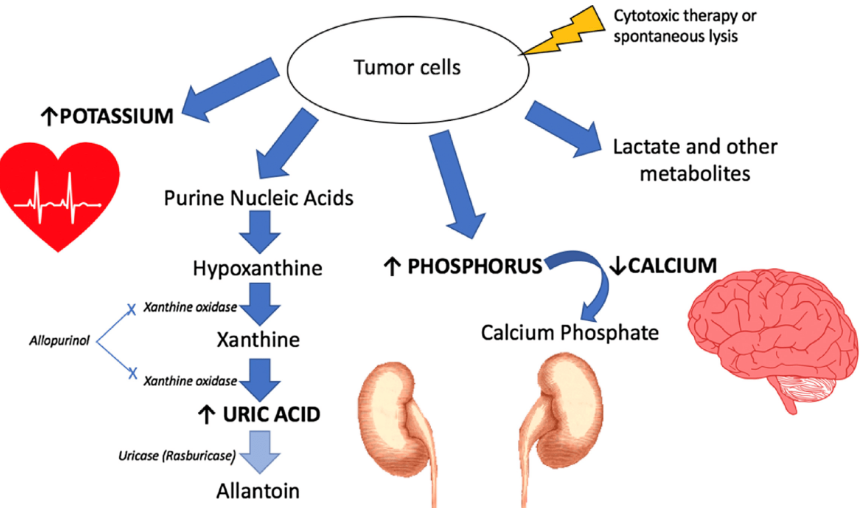 Cytotoxic therapy or
spontaneous lysis
Tumor cells
↑POTASSIUM
Lactate and other
metabolites
Purine Nucleic Acids
Hypoxanthine
↑ PHOSPHORUS
↓CALCIUM
Xanthine oxidase
X
Allopurinol
Xanthine
Calcium Phosphate
X
Xanthine oxidase
↑ URIC ACID
Uricase (Rasburicase)
Allantoin